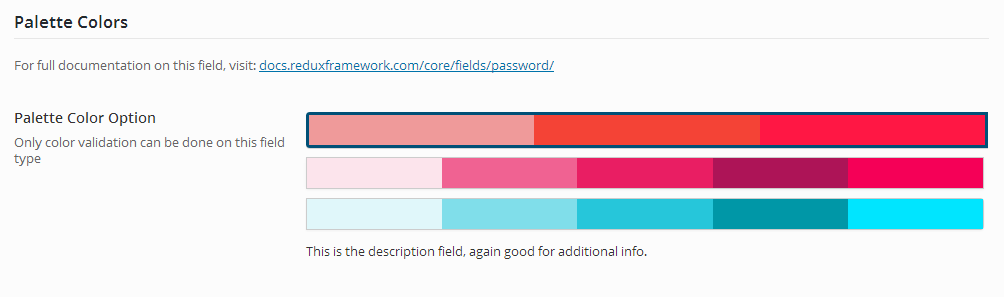 Palette Colors
For full documentation on this field, visit: docs.reduxframework.com/core/fields/password/
Palette Color Option
Only color validation can be done on this field
type
This is the description field, again good for additional info.